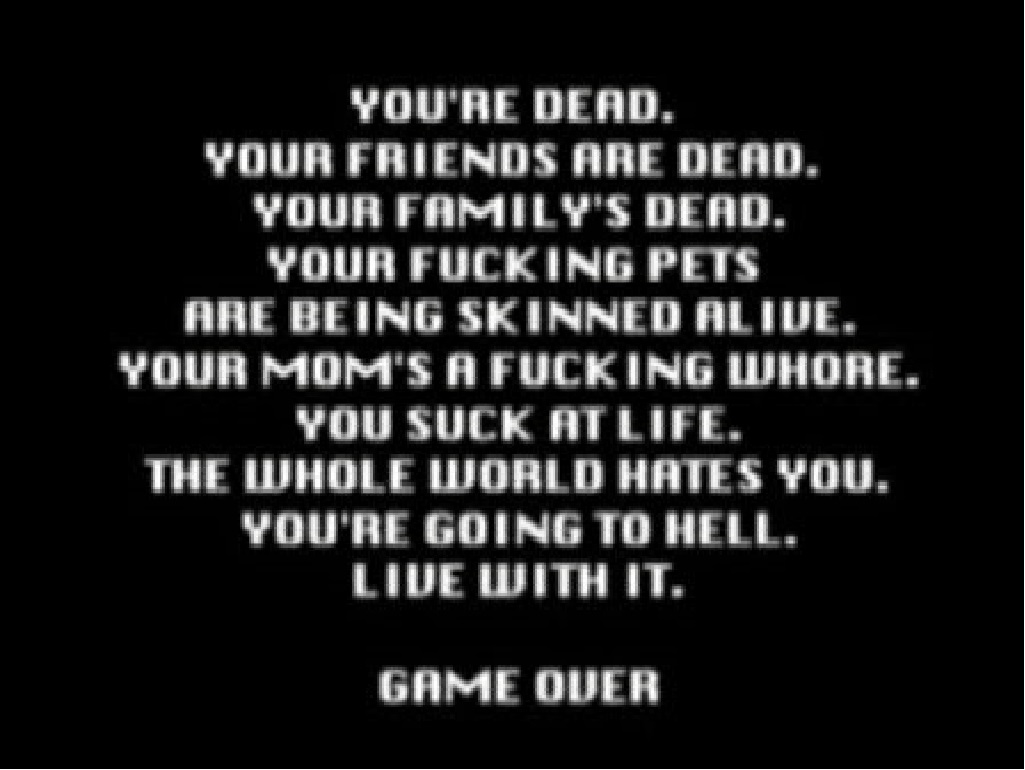 YOU'RE DEAD.
YOUR FRIENDS ARE DEAD.
YOUR FAMILY'S DEAD.
YOUR FUCKING PETS
ARE BEING SKINNED ALIVE.
YOUR MOM'S A FUCKING WHORE.
YOU SUCK AT LIFE.
THE WHOLE WORLD HATES YOU.
YOU'RE GOING TO HELL.
LIVE WITH IT.
GAME OVER